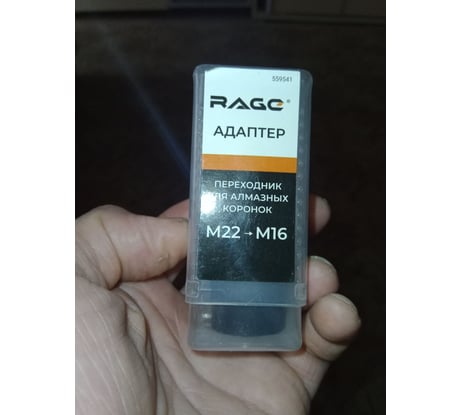 559541
RAGE®
АДАПТЕР
ПЕРЕХОДНИК
ДЛЯ АЛМАЗНЫХ
КОРОНОК
M22→M16